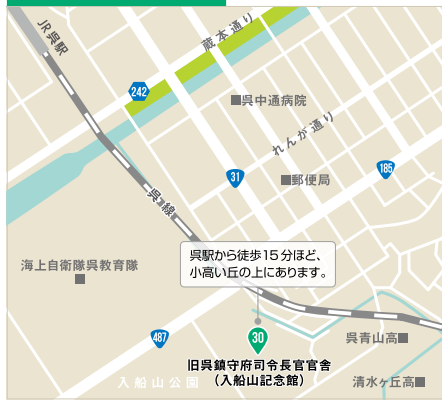 JR呉駅
蔵本通り
242
呉中通病院
れんが通り
31
185
郵便局
呉線
呉駅から徒歩15分ほど、
小高い丘の上にあります。
海上自衛隊呉教育隊
487
30
呉青山高
旧呉鎮守府司令長官官舎
（入船山記念館）
入船山公園
清水ヶ丘高